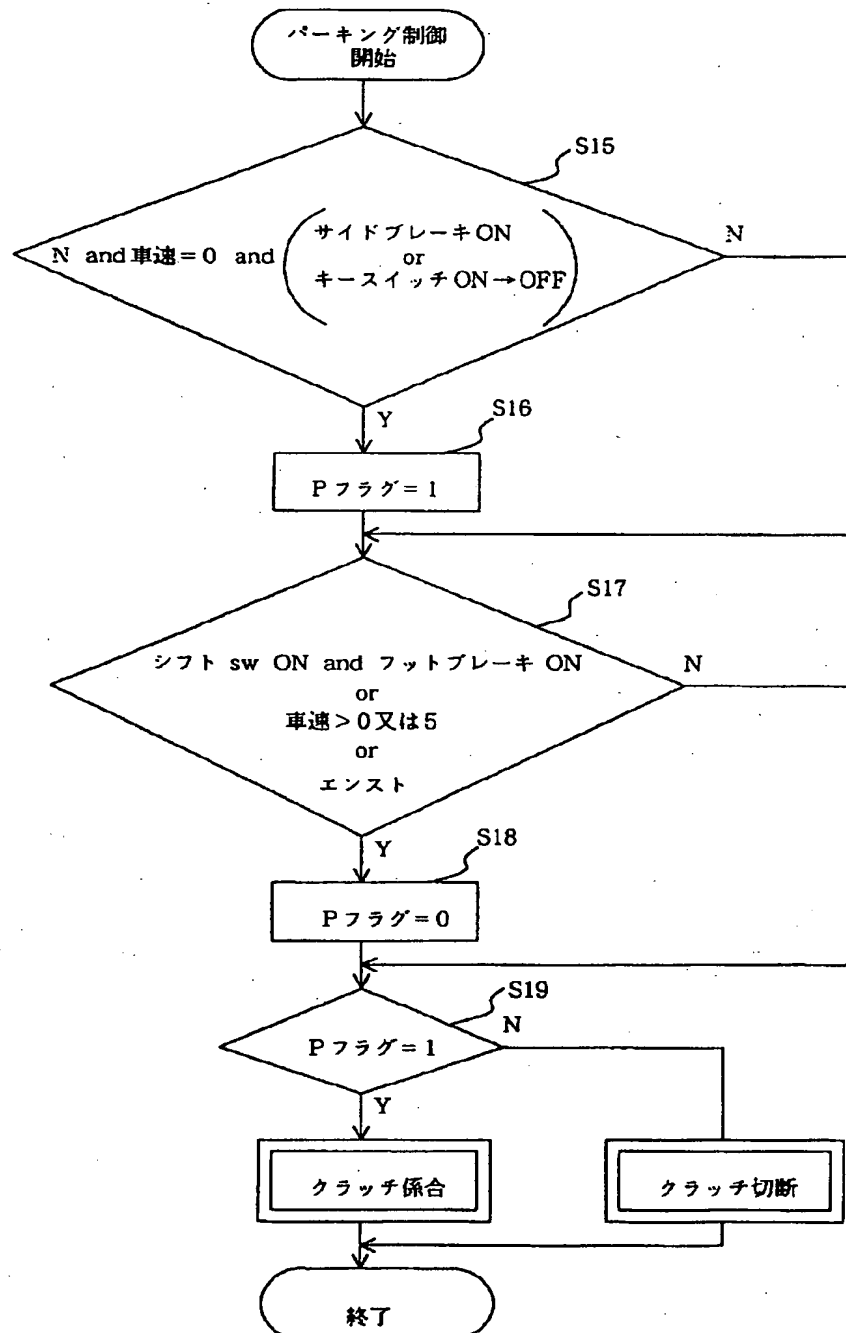 パーキング制御
開始
S15
N and 車速=0 and
サイドブレーキON
or
キースイッチON→OFF
N
Y
S16
Pフラグ=1
S17
シフト sw ON and フットブレーキ ON
or
車速>0又は5
or
エンスト
N
Y
S18
Pフラグ=0
S19
Pフラグ=1
N
Y
クラッチ係合
クラッチ切断
終了